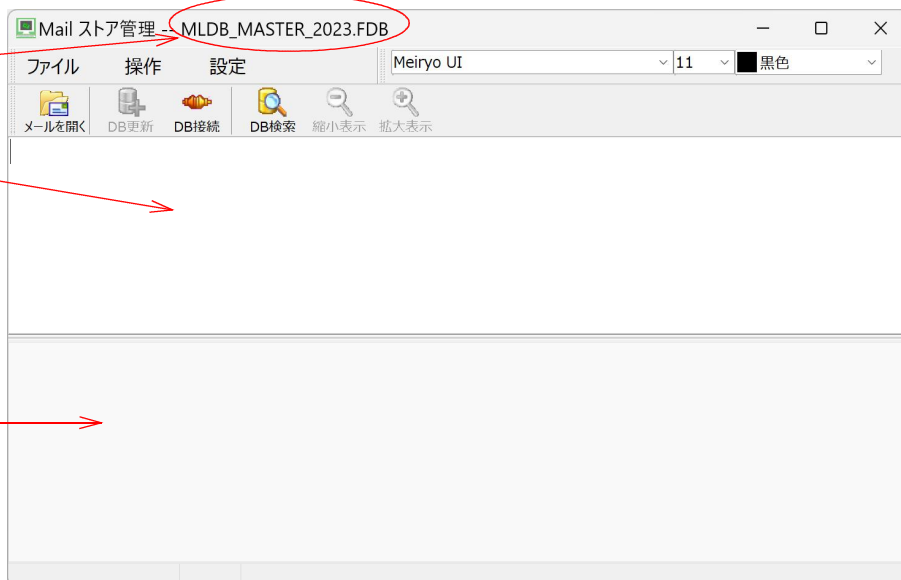 Mail ストア管理 -- MLDB_MASTER_2023.FDB
ファイル 操作 設定 Meiryo UI 11 黒色
メールを開く DB更新 DB接続 DB検索 縮小表示 拡大表示